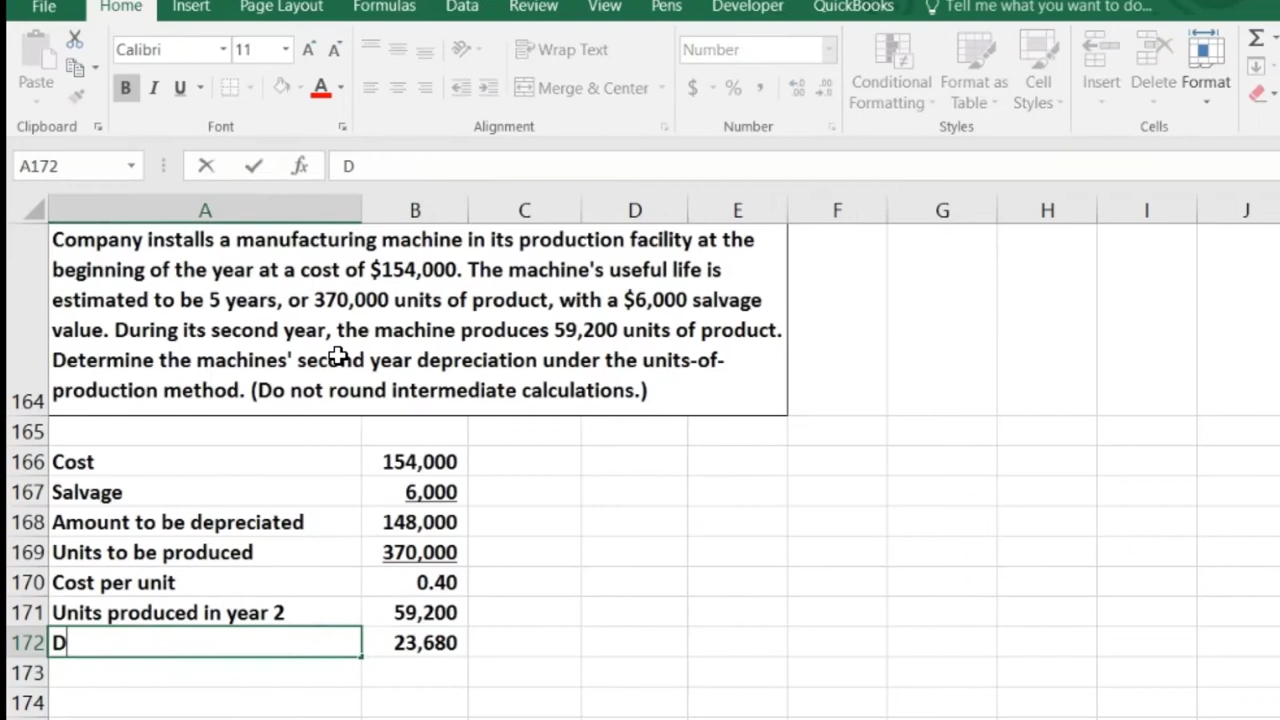 File Home Insert Page Layout Formulas Data Review View Pens Developer QuickBooks Tell me what you want to do...
Calibri 11 A A Wrap Text Number
Paste B I U A Merge & Center $ % , Conditional Formatting Format as Table Cell Styles Insert Delete Format Σ
Clipboard Font Alignment Number Styles Cells
A172 fx D
A B C D E F G H I J
Company installs a manufacturing machine in its production facility at the
beginning of the year at a cost of $154,000. The machine's useful life is
estimated to be 5 years, or 370,000 units of product, with a $6,000 salvage
value. During its second year, the machine produces 59,200 units of product.
Determine the machines' second year depreciation under the units-of-
164 production method. (Do not round intermediate calculations.)
165
166 Cost 154,000
167 Salvage 6,000
168 Amount to be depreciated 148,000
169 Units to be produced 370,000
170 Cost per unit 0.40
171 Units produced in year 2 59,200
172 D 23,680
173
174